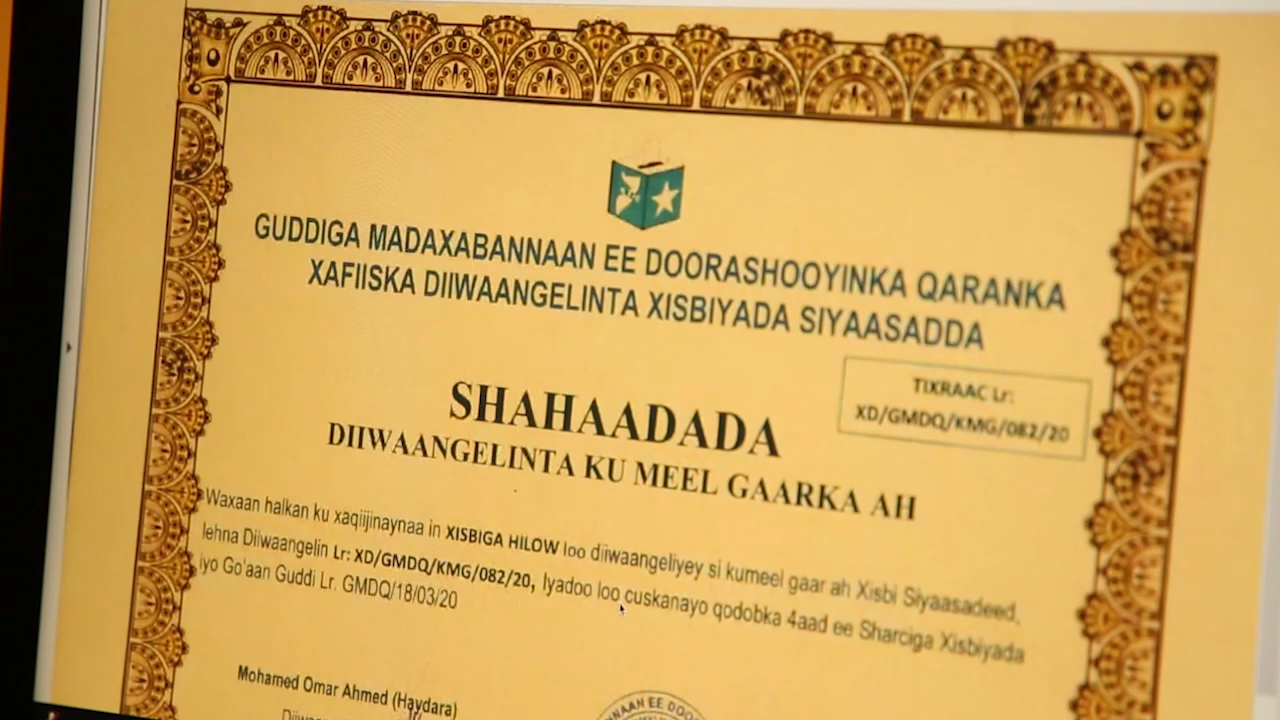 GUDDIGA MADAXABANNAAN EE DOORASHOOYINKA QARANKA
XAFIISKA DIIWAANGELINTA XISBIYADA SIYAASADDA
TIXRAAC Lr:
XD/GMDQ/KMG/082/20
SHAHAADADA
DIIWAANGELINTA KU MEEL GAARKA AH
Waxaan halkan ku xaqiijinaynaa in XISBIGA HILOW loo diiwaangeliyey si kumeel gaar ah Xisbi Siyaasadeed,
lehna Diiwaangelin Lr: XD/GMDQ/KMG/082/20, Iyadoo loo cuskanayo qodobka 4aad ee Sharciga Xisbiyada
iyo Go'aan Guddi Lr. GMDQ/18/03/20
Mohamed Omar Ahmed (Haydara)